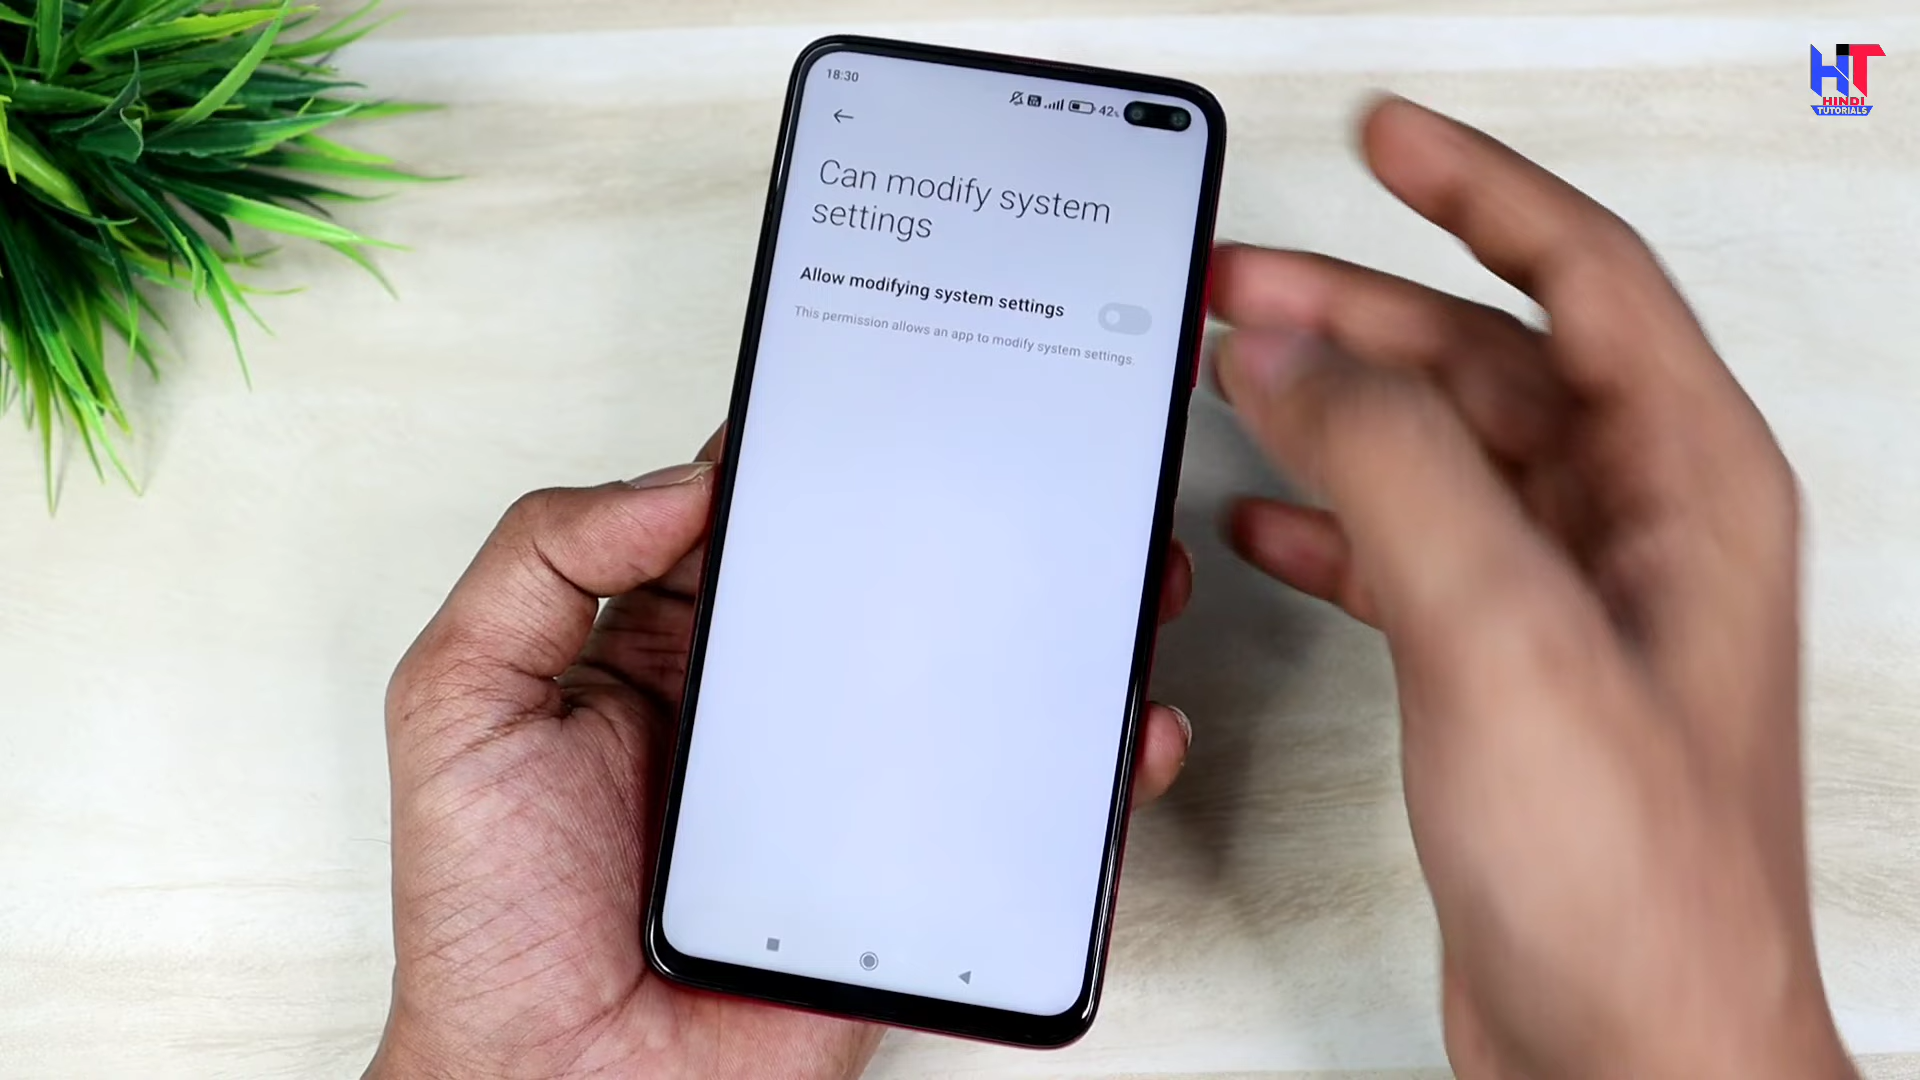 18:30
42%
Can modify system
settings
Allow modifying system settings
This permission allows an app to modify system settings.
HT
HINDI
TUTORIALS